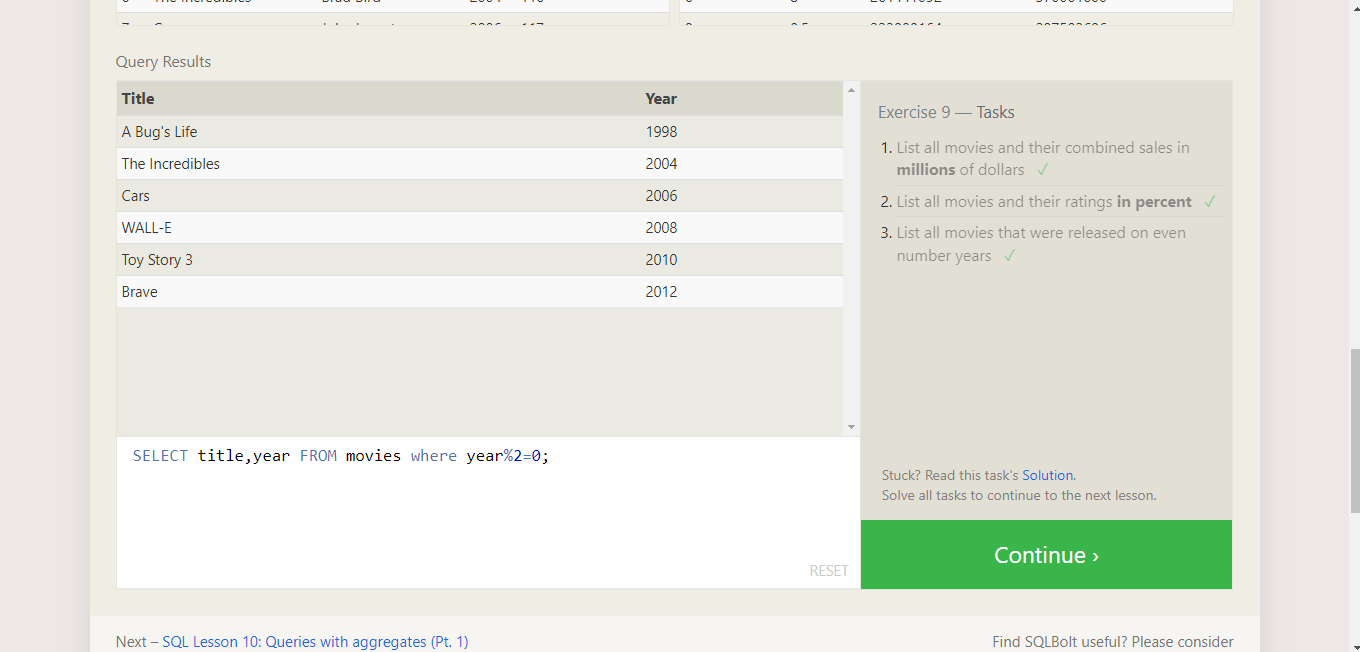 Query Results
Title Year
A Bug's Life 1998
The Incredibles 2004
Cars 2006
WALL-E 2008
Toy Story 3 2010
Brave 2012
SELECT title,year FROM movies where year%2=0;
RESET
Exercise 9 — Tasks
1. List all movies and their combined sales in
millions of dollars ✓
2. List all movies and their ratings in percent ✓
3. List all movies that were released on even
number years ✓
Stuck? Read this task's Solution.
Solve all tasks to continue to the next lesson.
Continue ›
Next – SQL Lesson 10: Queries with aggregates (Pt. 1)
Find SQLBolt useful? Please consider